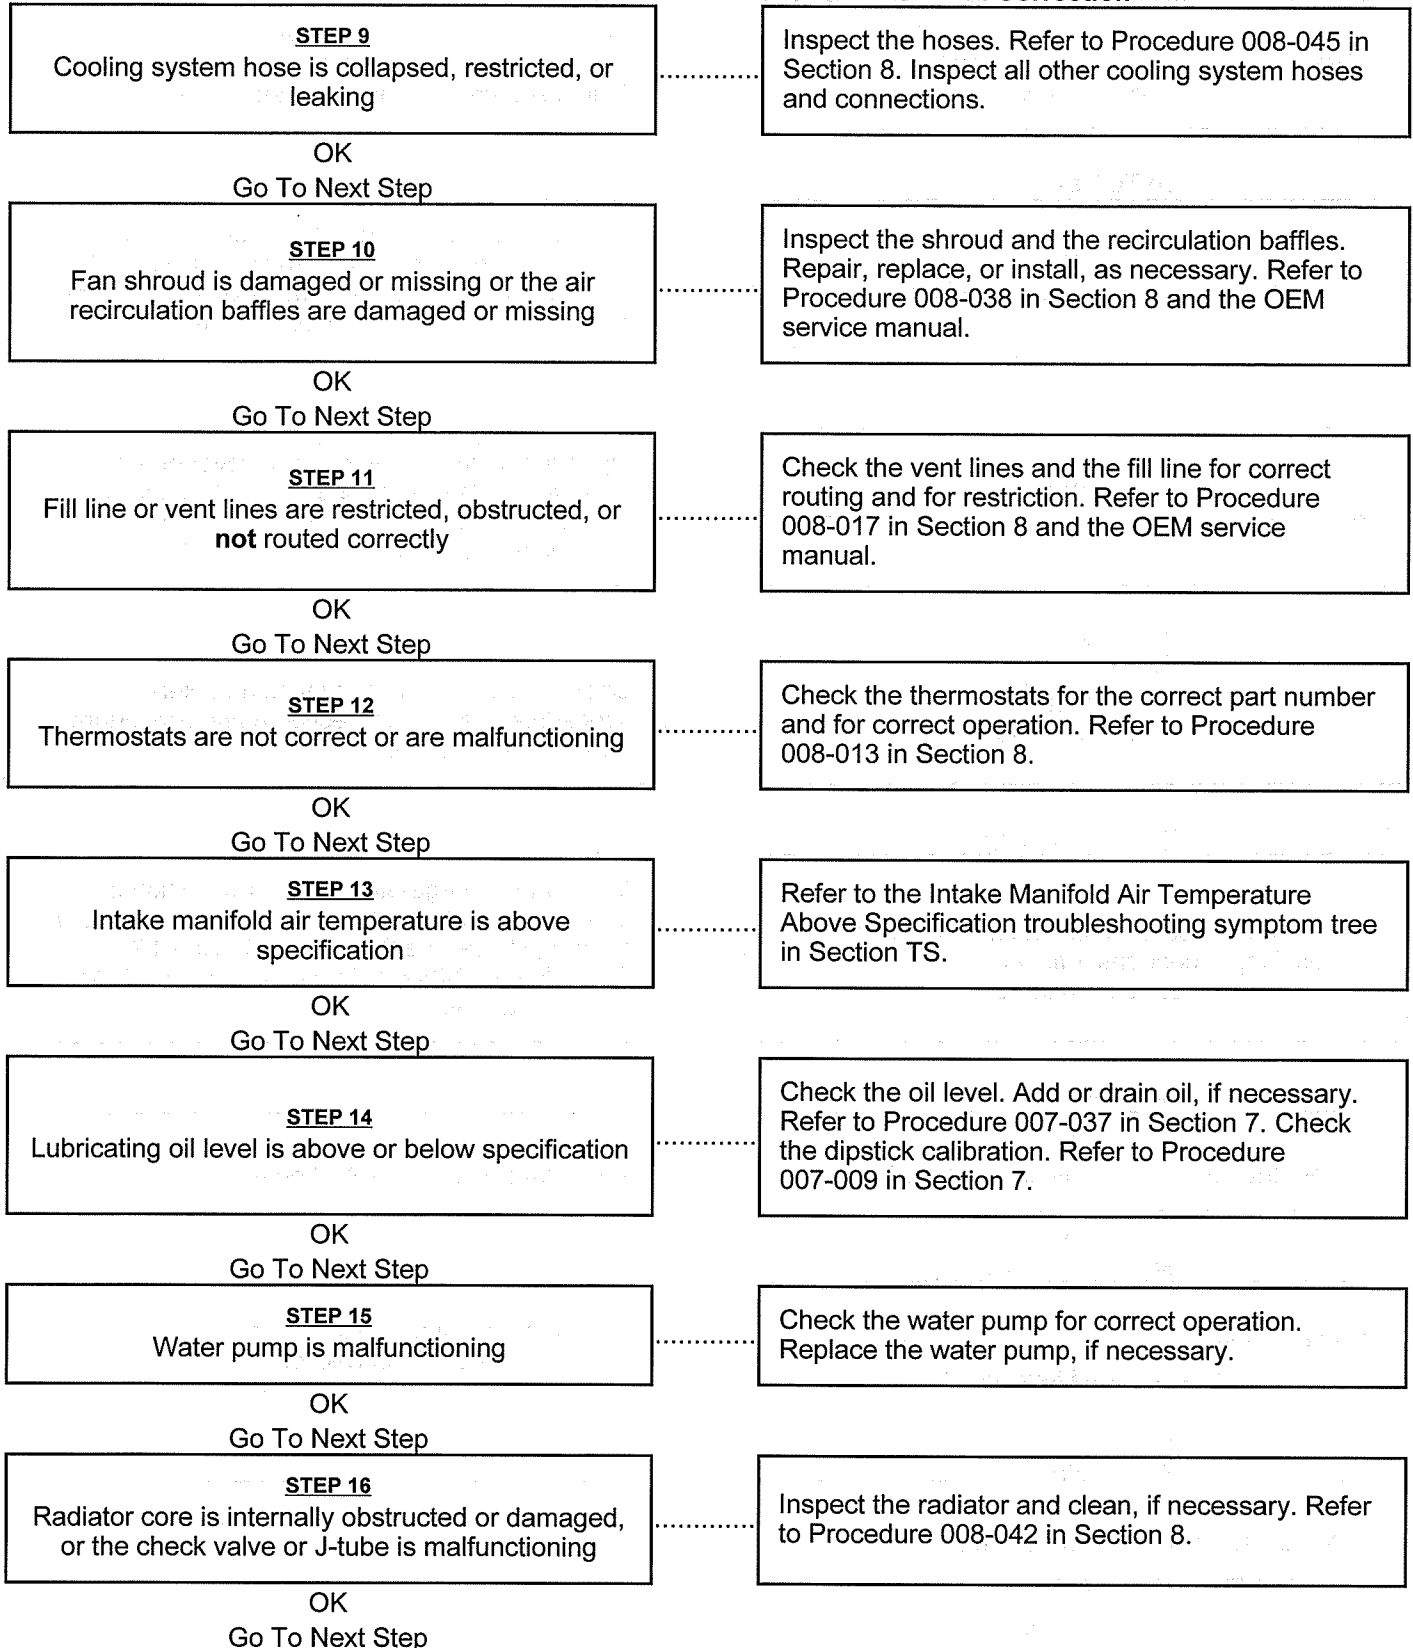 STEP 9
Cooling system hose is collapsed, restricted, or
leaking
Inspect the hoses. Refer to Procedure 008-045 in
Section 8. Inspect all other cooling system hoses
and connections.
OK
Go To Next Step
STEP 10
Fan shroud is damaged or missing or the air
recirculation baffles are damaged or missing
Inspect the shroud and the recirculation baffles.
Repair, replace, or install, as necessary. Refer to
Procedure 008-038 in Section 8 and the OEM
service manual.
OK
Go To Next Step
STEP 11
Fill line or vent lines are restricted, obstructed, or
not routed correctly
Check the vent lines and the fill line for correct
routing and for restriction. Refer to Procedure
008-017 in Section 8 and the OEM service
manual.
OK
Go To Next Step
STEP 12
Thermostats are not correct or are malfunctioning
Check the thermostats for the correct part number
and for correct operation. Refer to Procedure
008-013 in Section 8.
OK
Go To Next Step
STEP 13
Intake manifold air temperature is above
specification
Refer to the Intake Manifold Air Temperature
Above Specification troubleshooting symptom tree
in Section TS.
OK
Go To Next Step
STEP 14
Lubricating oil level is above or below specification
Check the oil level. Add or drain oil, if necessary.
Refer to Procedure 007-037 in Section 7. Check
the dipstick calibration. Refer to Procedure
007-009 in Section 7.
OK
Go To Next Step
STEP 15
Water pump is malfunctioning
Check the water pump for correct operation.
Replace the water pump, if necessary.
OK
Go To Next Step
STEP 16
Radiator core is internally obstructed or damaged,
or the check valve or J-tube is malfunctioning
Inspect the radiator and clean, if necessary. Refer
to Procedure 008-042 in Section 8.
OK
Go To Next Step